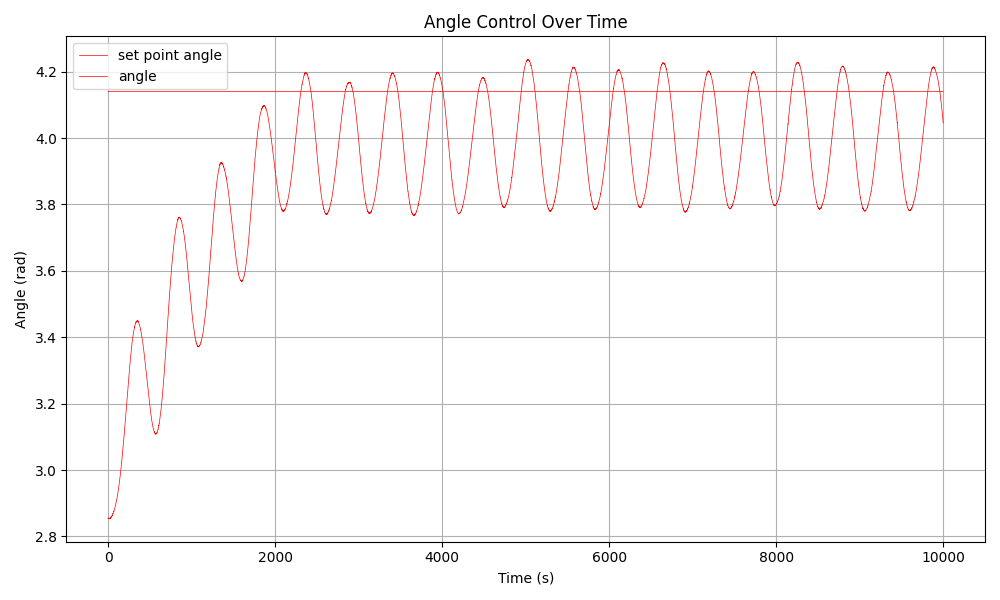 Angle Control Over Time
set point angle
angle
Angle (rad)
4.2
4.0
3.8
3.6
3.4
3.2
3.0
2.8
0 2000 4000 6000 8000 10000
Time (s)